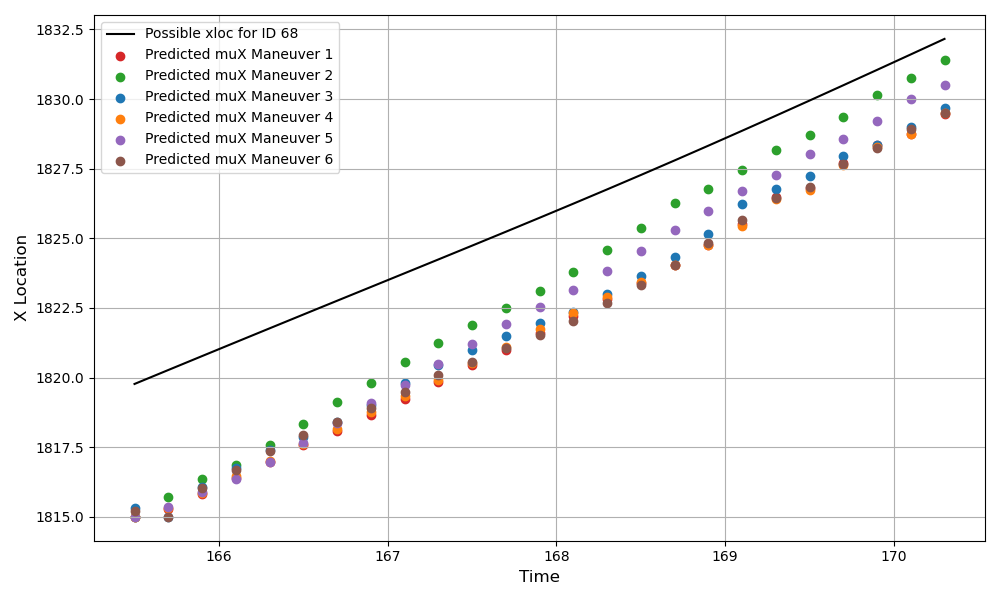 1832.5
1830.0
1827.5
1825.0
1822.5
1820.0
1817.5
1815.0
X Location
Possible xloc for ID 68
Predicted muX Maneuver 1
Predicted muX Maneuver 2
Predicted muX Maneuver 3
Predicted muX Maneuver 4
Predicted muX Maneuver 5
Predicted muX Maneuver 6
166 167 168 169 170
Time